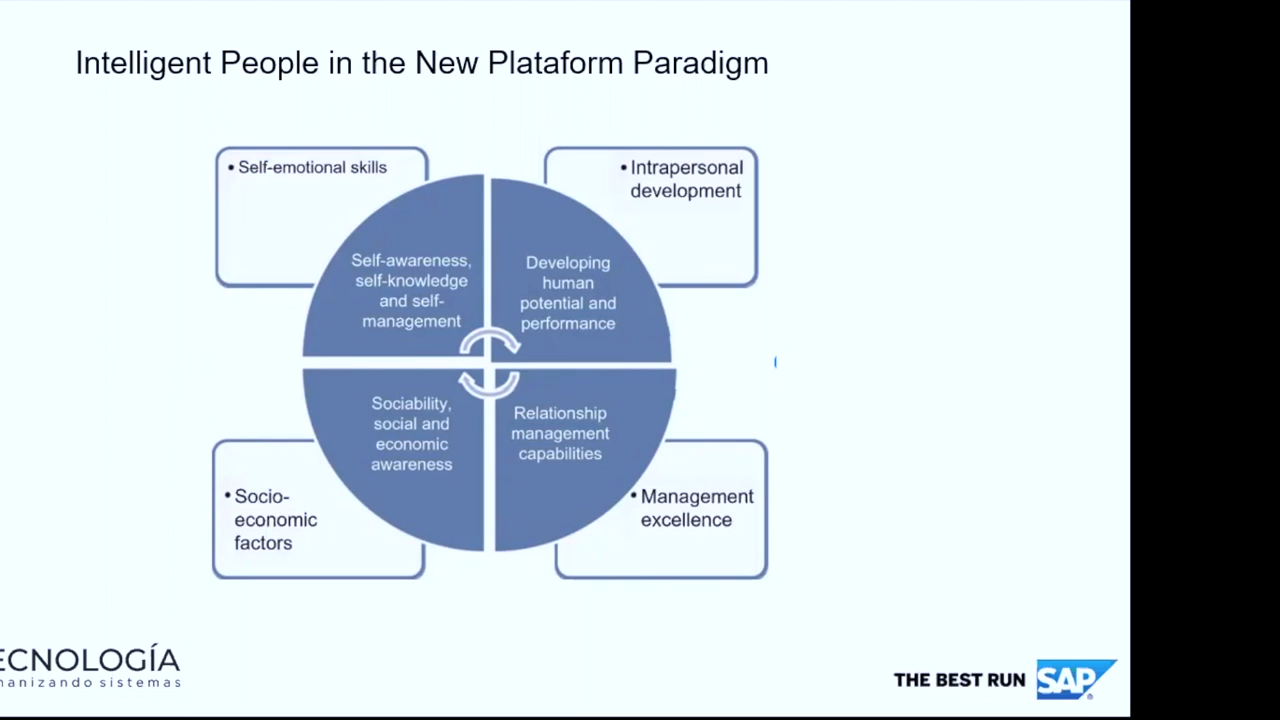 Intelligent People in the New Plataform Paradigm
• Self-emotional skills
• Intrapersonal
development
Self-awareness,
self-knowledge
and self-
management
Developing
human
potential and
performance
Sociability,
social and
economic
awareness
Relationship
management
capabilities
• Socio-
economic
factors
• Management
excellence
ECNOLOGÍA
manizando sistemas
THE BEST RUN SAP®